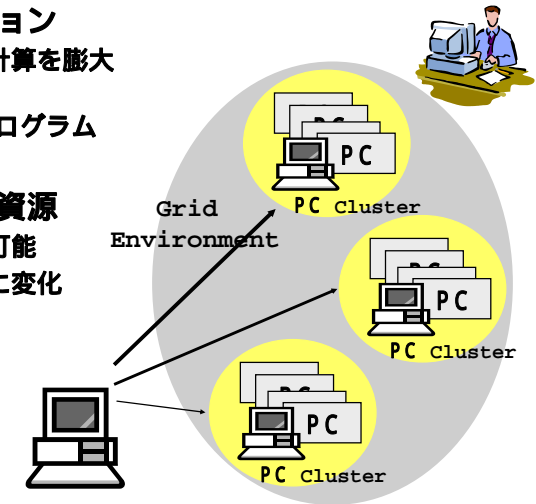 ョン
計算を膨大
ログラム
資源
可能
に変化
Grid
Environment
PC
PC Cluster
PC
PC Cluster
PC
PC Cluster